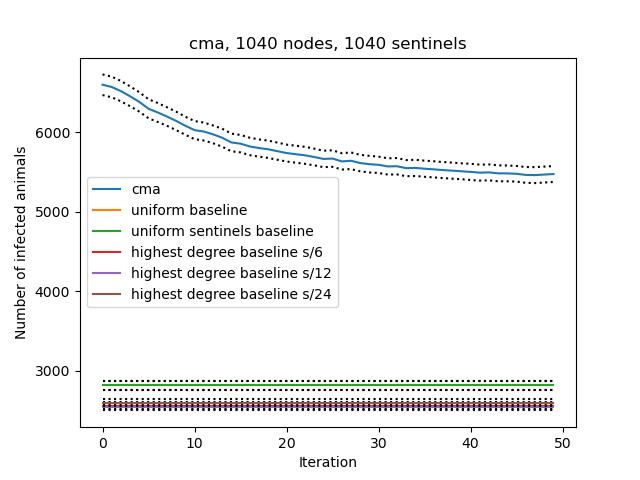 cma, 1040 nodes, 1040 sentinels
Number of infected animals
6000
5000
4000
3000
cma
uniform baseline
uniform sentinels baseline
highest degree baseline s/6
highest degree baseline s/12
highest degree baseline s/24
0
10
20
30
40
50
Iteration